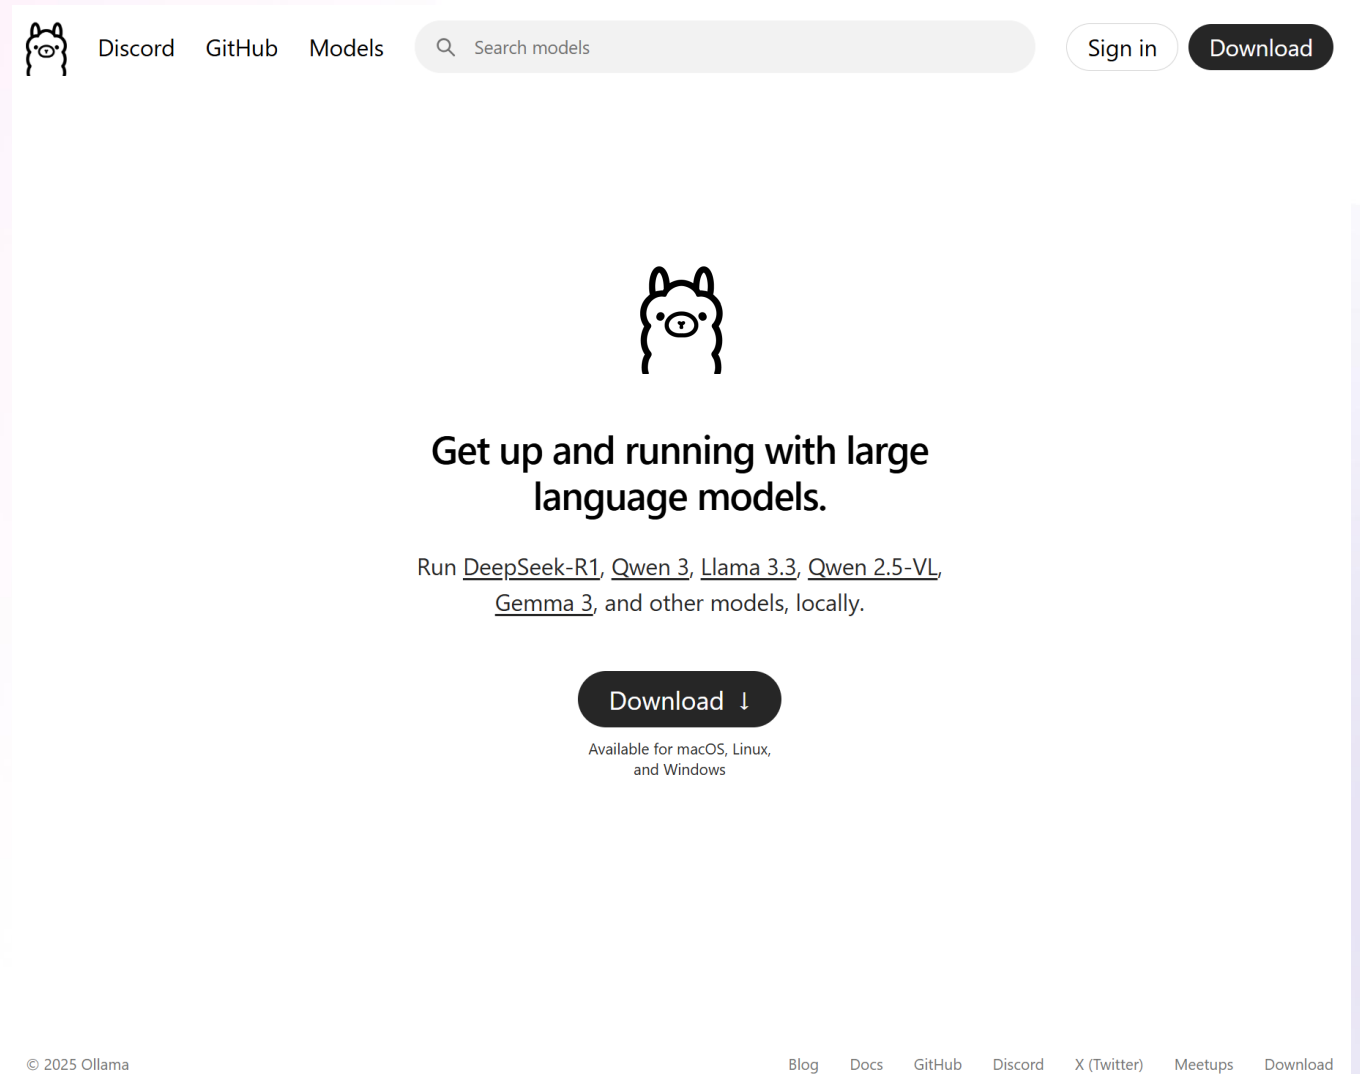 Discord GitHub Models Search models Sign in Download
Get up and running with large
language models.
Run DeepSeek-R1, Qwen 3, Llama 3.3, Qwen 2.5-VL,
Gemma 3, and other models, locally.
Download ↓
Available for macOS, Linux,
and Windows
© 2025 Ollama Blog Docs GitHub Discord X (Twitter) Meetups Download